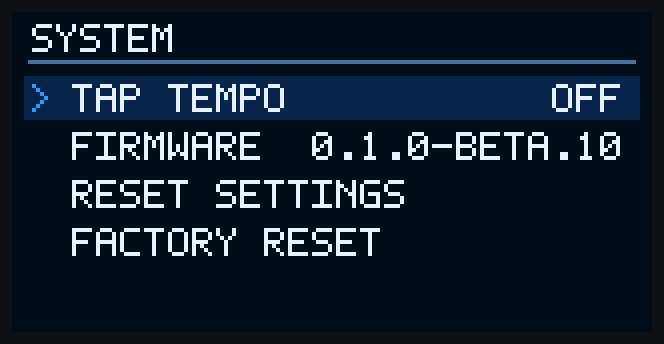 SYSTEM
> TAP TEMPO OFF
FIRMWARE 0.1.0-BETA.10
RESET SETTINGS
FACTORY RESET